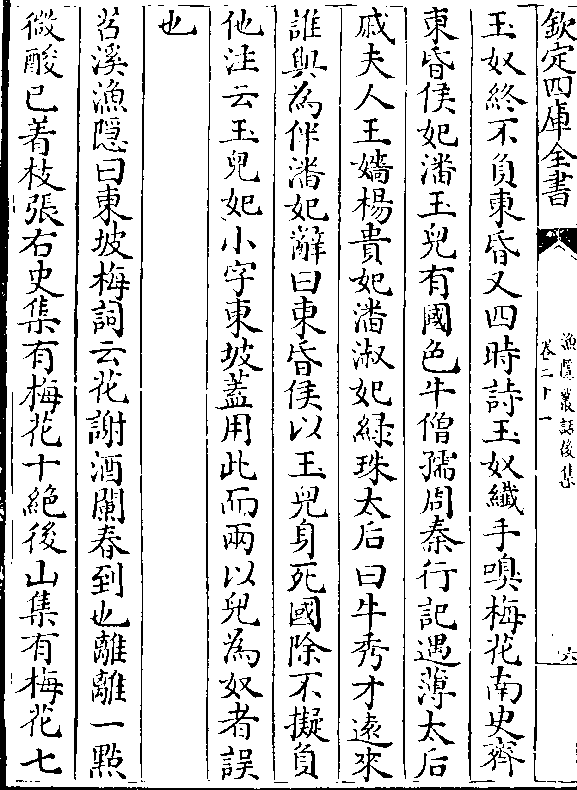 欽定四庫全書
漁隱叢話後集
卷二十一
六
玉奴終不負東昏又四時詩玉奴纎手嗅梅花南史齊
東昏侯妃潘玉兒有國色牛僧孺周秦行記遇薄太后
戚夫人王嬙楊貴妃潘淑妃緑珠太后曰牛秀才逺來
誰與為伴潘妃辭曰東昏侯以王兒身死國除不擬負
他注云玉兒妃小字東坡蓋用此而兩以兒為奴者誤
也
苕溪漁隠曰東坡梅詞云花謝酒闌春到也離離一點
微酸已着枝張右史集有梅花十絶後山集有梅花七